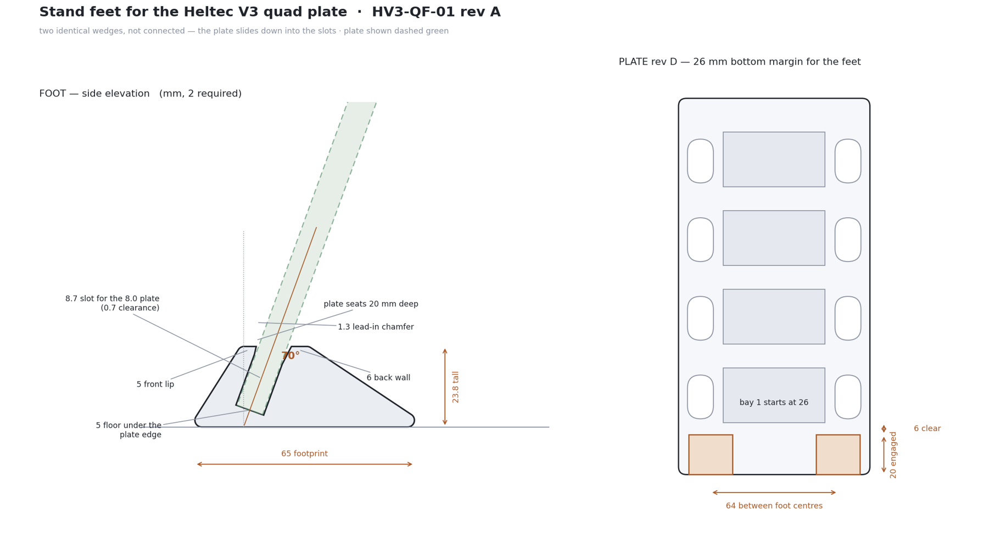 Stand feet for the Heltec V3 quad plate · HV3-QF-01 rev A
two identical wedges, not connected — the plate slides down into the slots · plate shown dashed green
PLATE rev D — 26 mm bottom margin for the feet
FOOT — side elevation (mm, 2 required)
8.7 slot for the 8.0 plate
(0.7 clearance)
plate seats 20 mm deep
1.3 lead-in chamfer
70°
5 front lip
6 back wall
23.8 tall
5 floor under the
plate edge
65 footprint
bay 1 starts at 26
6 clear
20 engaged
64 between foot centres